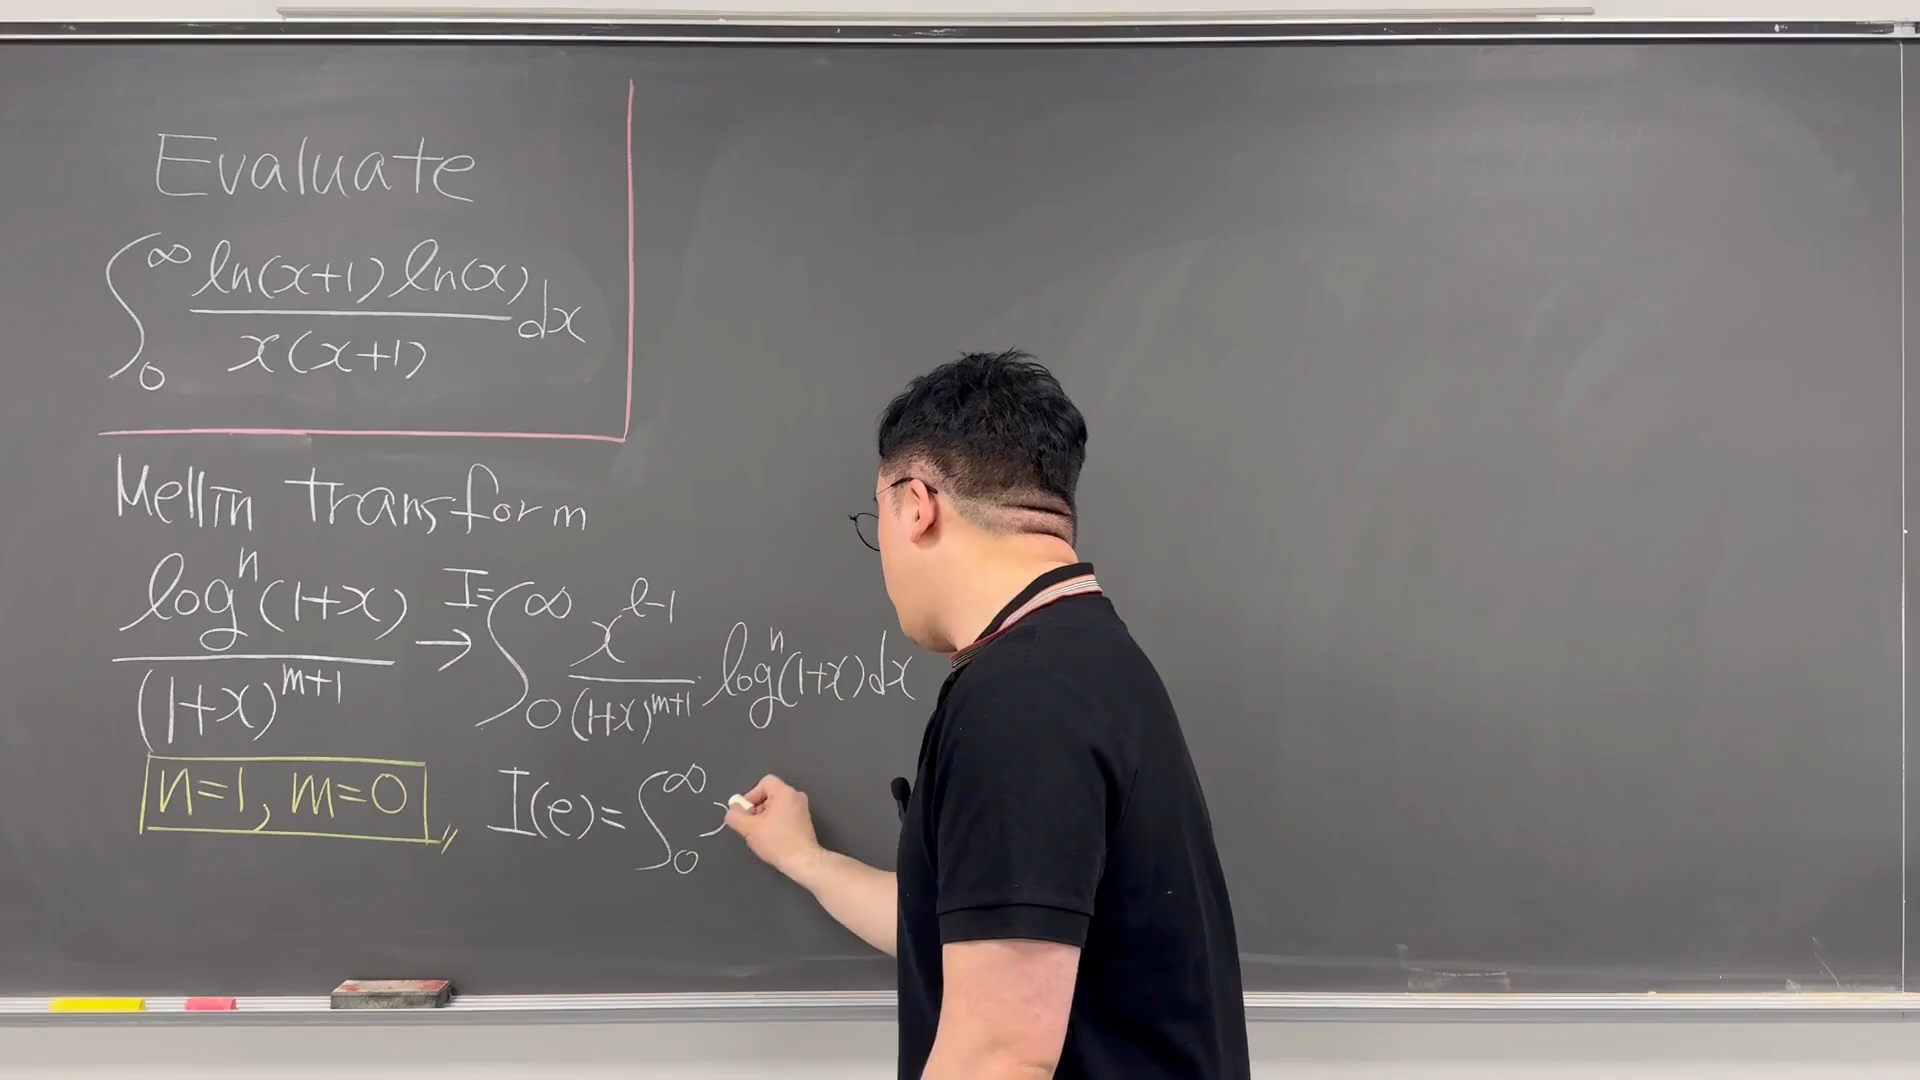 Evaluate
∫₀^∞ ln(x+1) ln(x) / x(x+1) dx
Mellin transform
logⁿ(1+x) / (1+x)^{m+1} → I = ∫₀^∞ x^{e-1} / (1+x)^{m+1} · logⁿ(1+x) dx
n=1, m=0 I(e) = ∫₀^∞ x